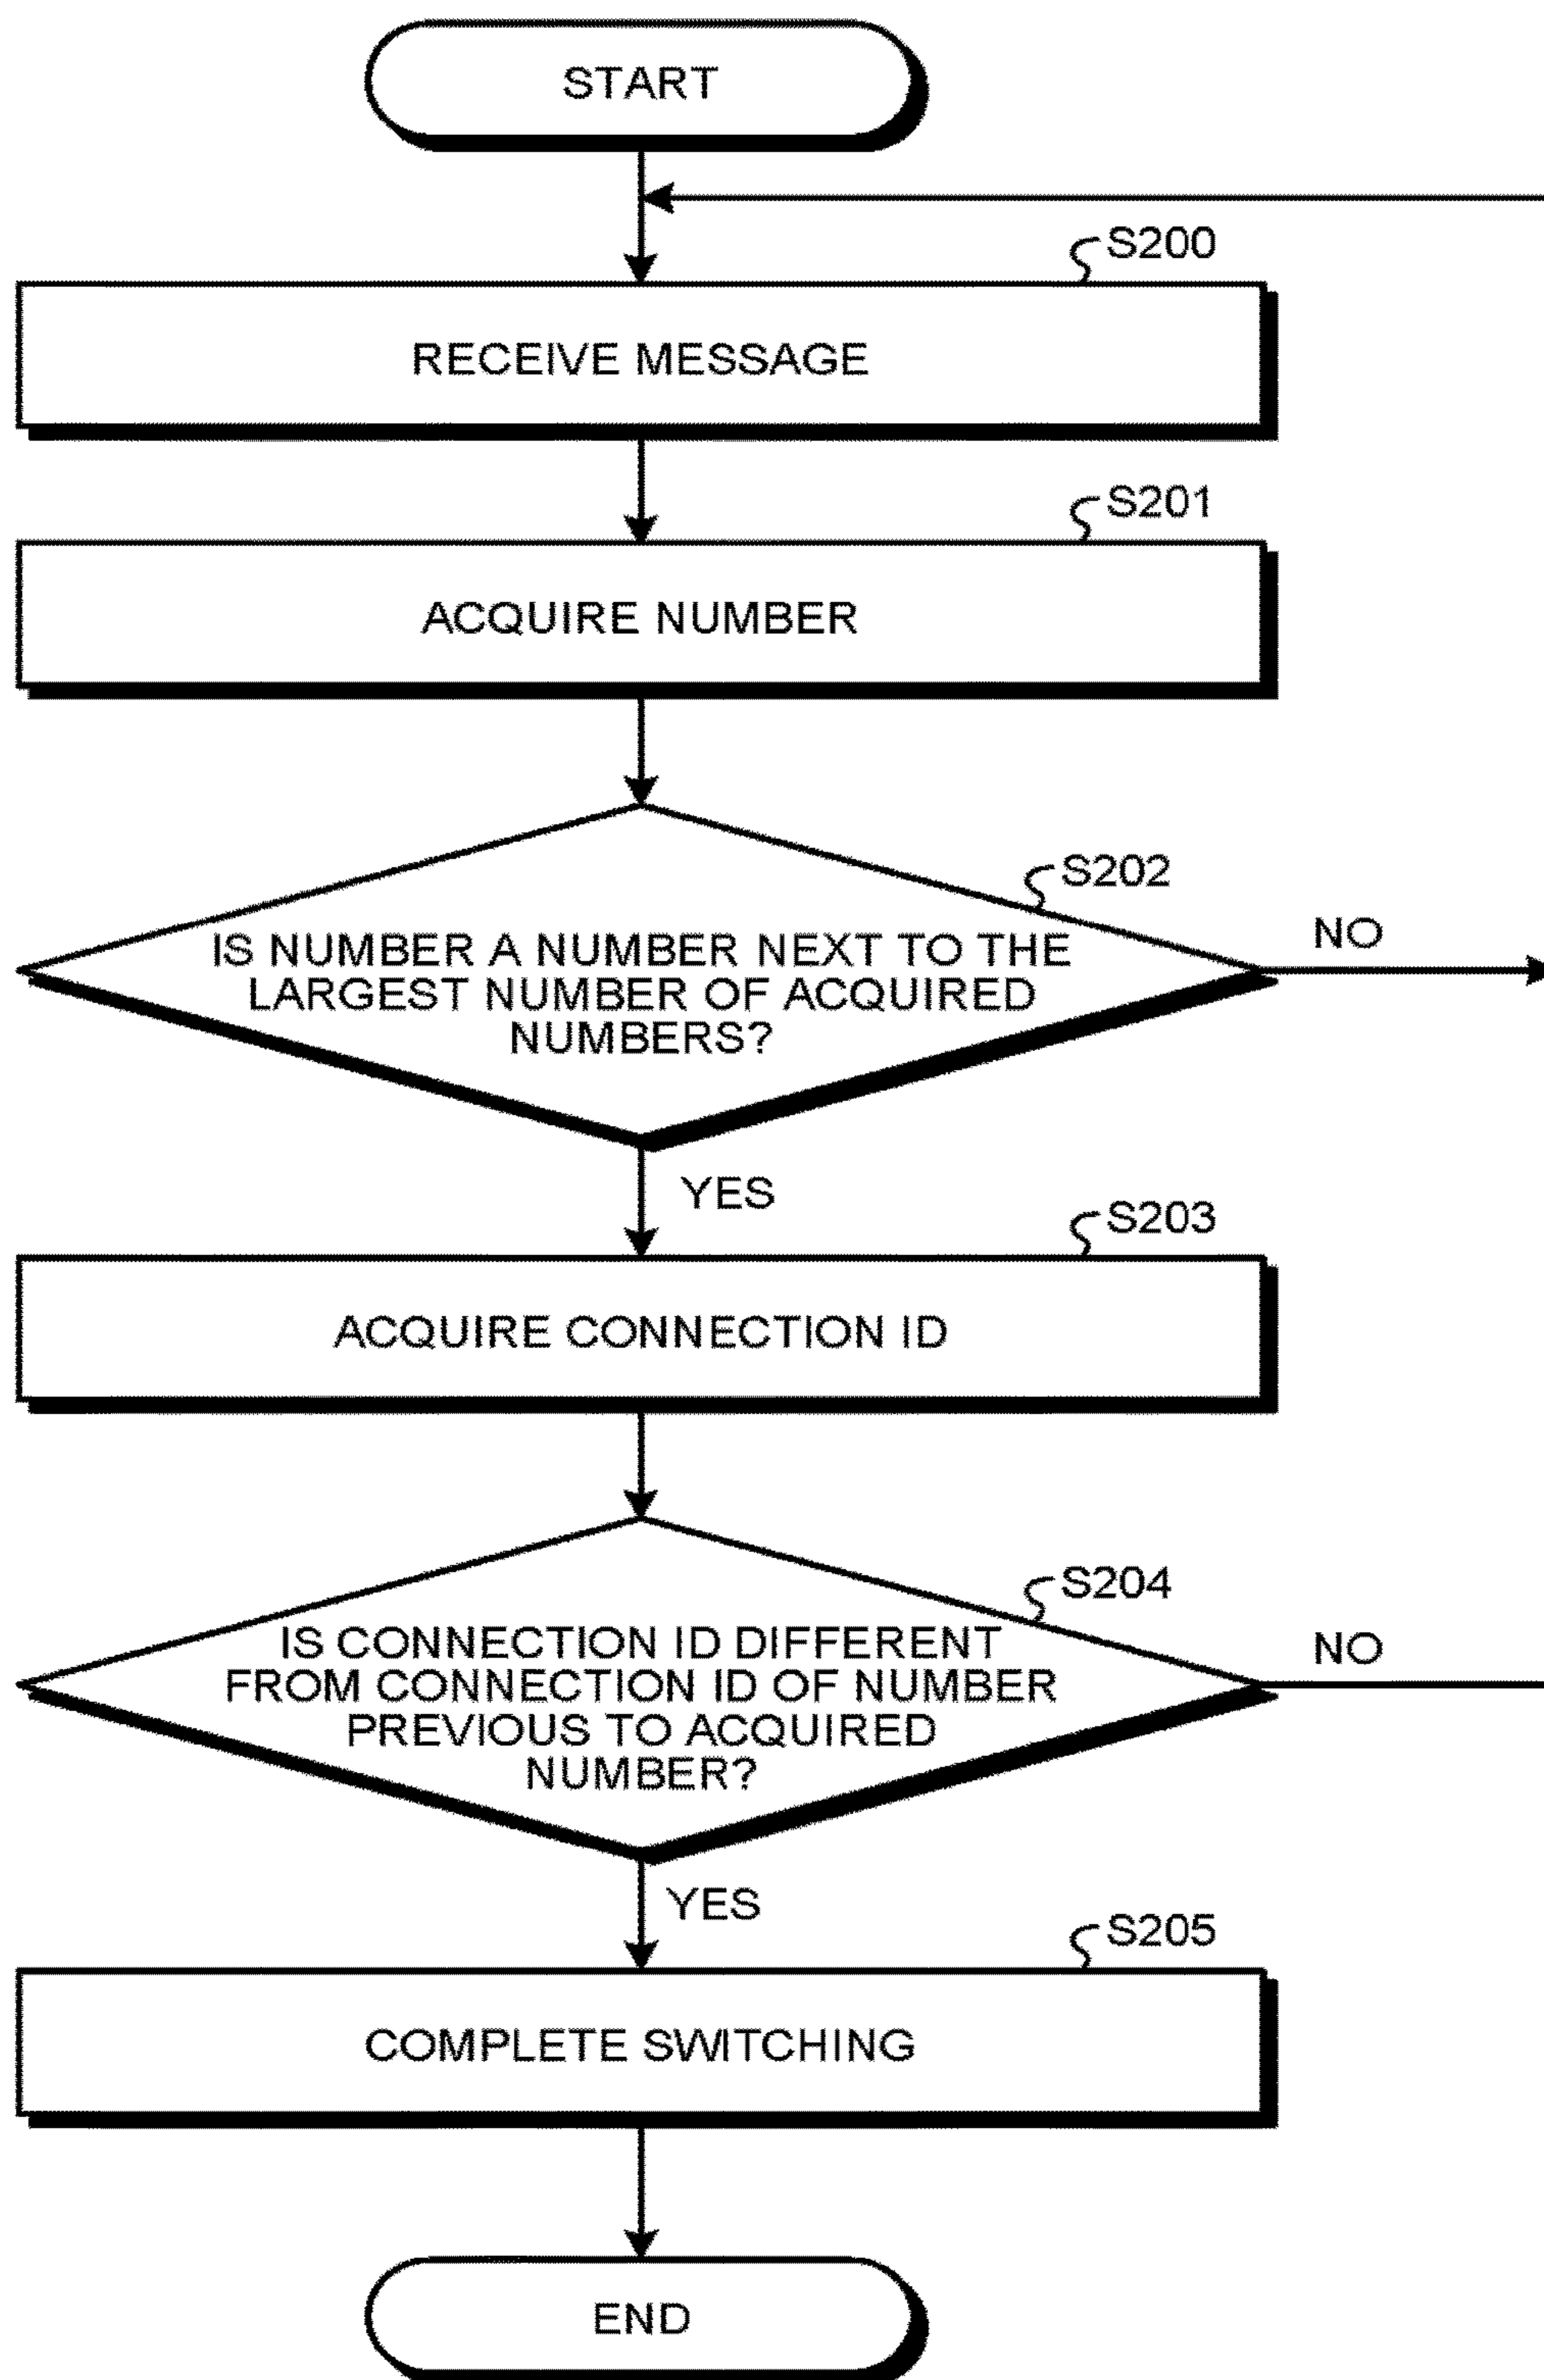 START
S200
RECEIVE MESSAGE
S201
ACQUIRE NUMBER
S202
IS NUMBER A NUMBER NEXT TO THE
LARGEST NUMBER OF ACQUIRED
NUMBERS?
NO
YES
S203
ACQUIRE CONNECTION ID
S204
IS CONNECTION ID DIFFERENT
FROM CONNECTION ID OF NUMBER
PREVIOUS TO ACQUIRED
NUMBER?
NO
YES
S205
COMPLETE SWITCHING
END